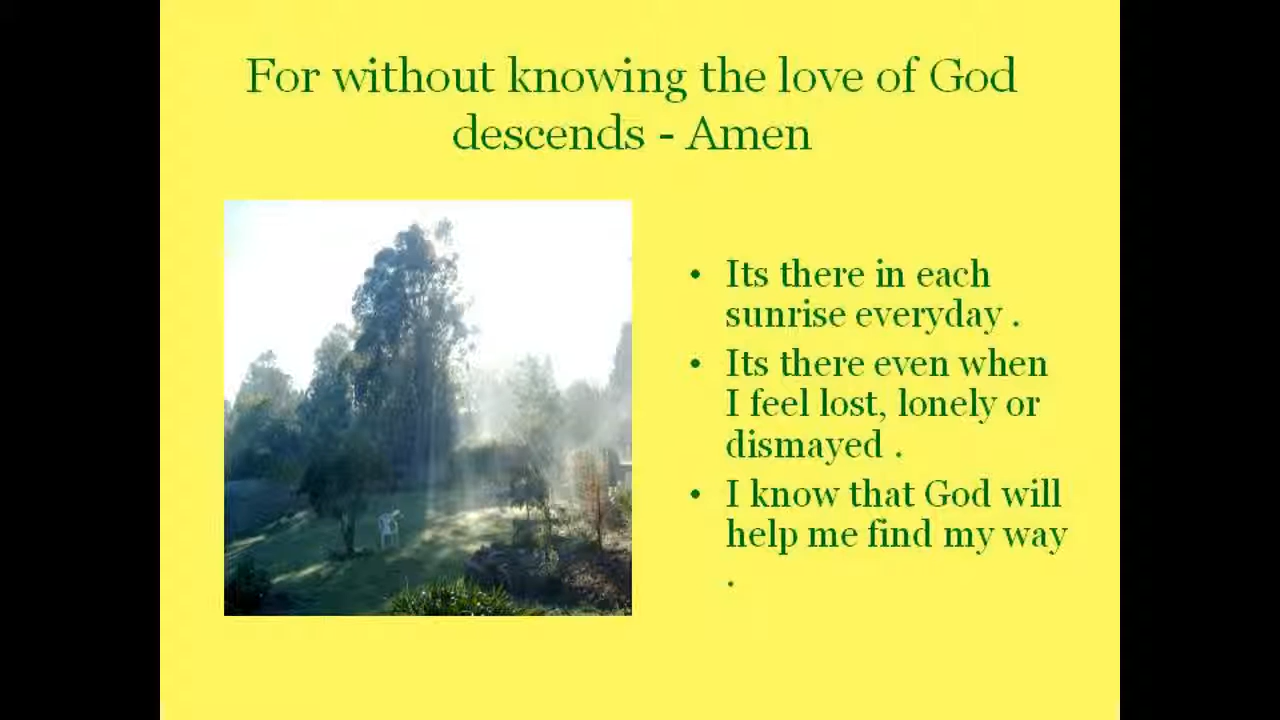 For without knowing the love of God
descends - Amen
• Its there in each
sunrise everyday .
• Its there even when
I feel lost, lonely or
dismayed .
• I know that God will
help me find my way
.